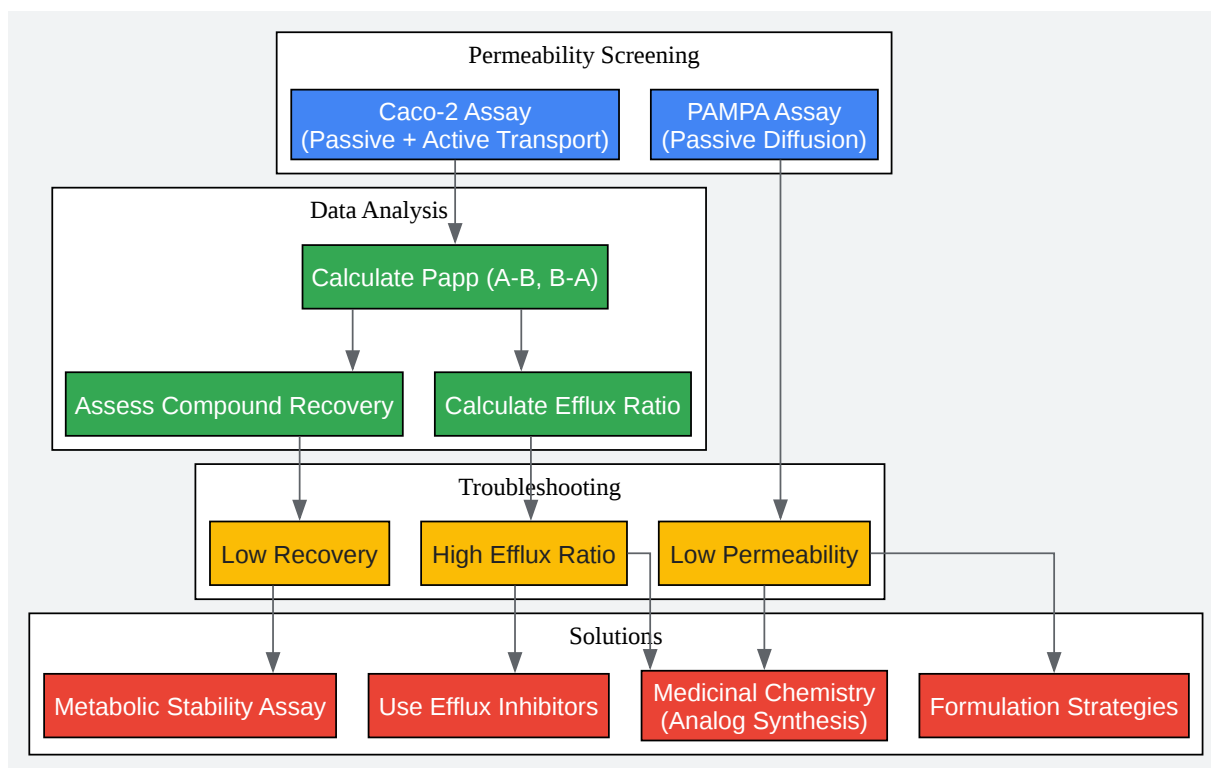 Permeability Screening
Caco-2 Assay
(Passive + Active Transport)
PAMPA Assay
(Passive Diffusion)
Data Analysis
Calculate Papp (A-B, B-A)
Assess Compound Recovery
Calculate Efflux Ratio
Troubleshooting
Low Recovery
High Efflux Ratio
Low Permeability
Solutions
Metabolic Stability Assay
Use Efflux Inhibitors
Medicinal Chemistry
(Analog Synthesis)
Formulation Strategies